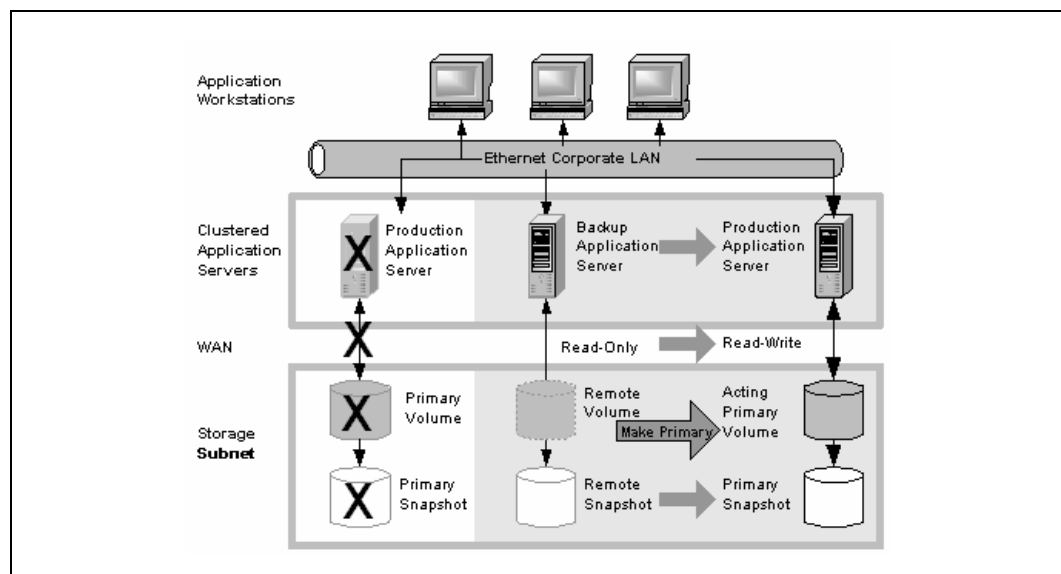 Application
Workstations
Ethernet Corporate LAN
Clustered
Application
Servers
X
Production
Application
Server
Backup
Application
Server
Production
Application
Server
WAN
X
Read-Only
Read-Write
Storage
Subnet
X
Primary
Volume
Remote
Volume
Make Primary
Acting
Primary
Volume
X
Primary
Snapshot
Remote
Snapshot
Primary
Snapshot